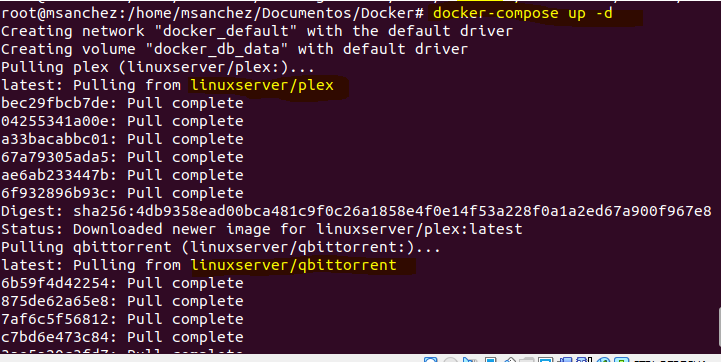 root@msanchez:/home/msanchez/Documentos/Docker# docker-compose up -d
Creating network "docker_default" with the default driver
Creating volume "docker_db_data" with default driver
Pulling plex (linuxserver/plex:)...
latest: Pulling from linuxserver/plex
bec29fbcb7de: Pull complete
04255341a00e: Pull complete
a33bacabbc01: Pull complete
67a79305ada5: Pull complete
ae6ab233447b: Pull complete
6f932896b93c: Pull complete
Digest: sha256:4db9358ead00bca481c9f0c26a1858e4f0e14f53a228f0a1a2ed67a900f967e8
Status: Downloaded newer image for linuxserver/plex:latest
Pulling qbittorrent (linuxserver/qbittorrent:)...
latest: Pulling from linuxserver/qbittorrent
6b59f4d42254: Pull complete
875de62a65e8: Pull complete
7af6c5f56812: Pull complete
c7bd6e473c84: Pull complete
Pull complete